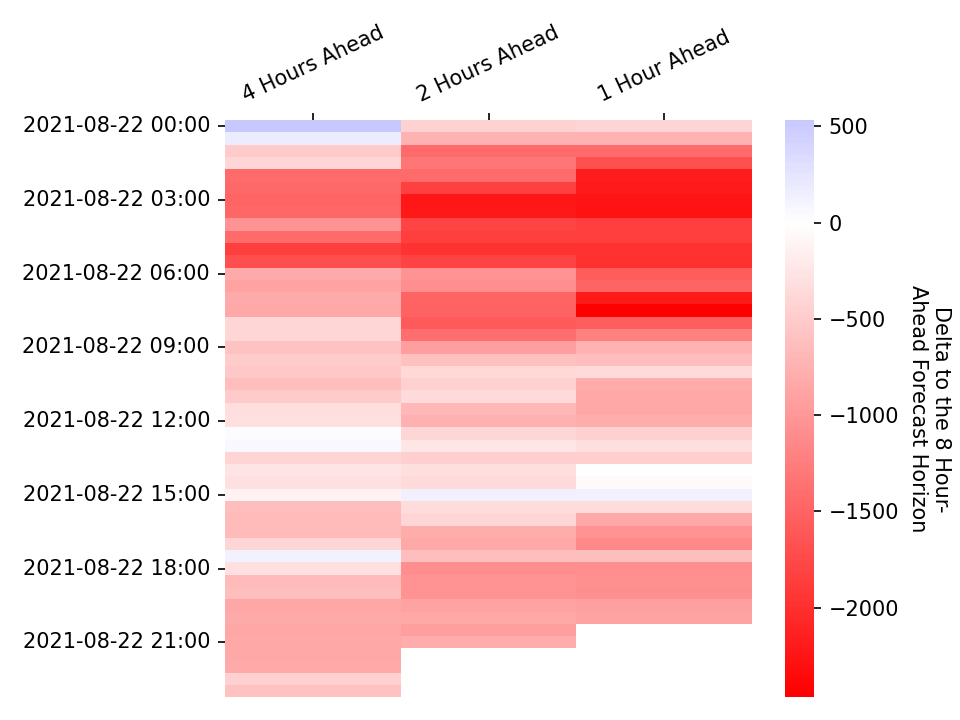 4 Hours Ahead
2 Hours Ahead
1 Hour Ahead
2021-08-22 00:00
2021-08-22 03:00
2021-08-22 06:00
2021-08-22 09:00
2021-08-22 12:00
2021-08-22 15:00
2021-08-22 18:00
2021-08-22 21:00
500
0
−500
−1000
−1500
−2000
Delta to the 8 Hour-
Ahead Forecast Horizon